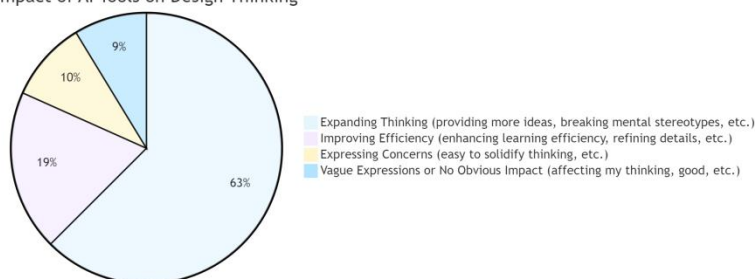 Impact of AI Tools on Design Thinking
9%
10%
19%
63%
Expanding Thinking (providing more ideas, breaking mental stereotypes, etc.)
Improving Efficiency (enhancing learning efficiency, refining details, etc.)
Expressing Concerns (easy to solidify thinking, etc.)
Vague Expressions or No Obvious Impact (affecting my thinking, good, etc.)